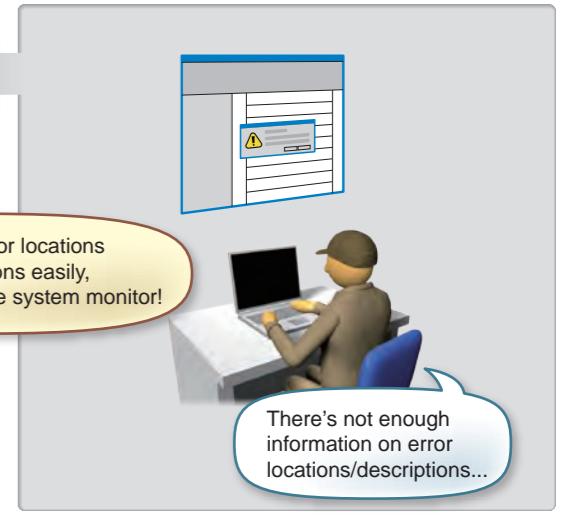 or locations
ons easily,
e system monitor!
There's not enough
information on error
locations/descriptions...